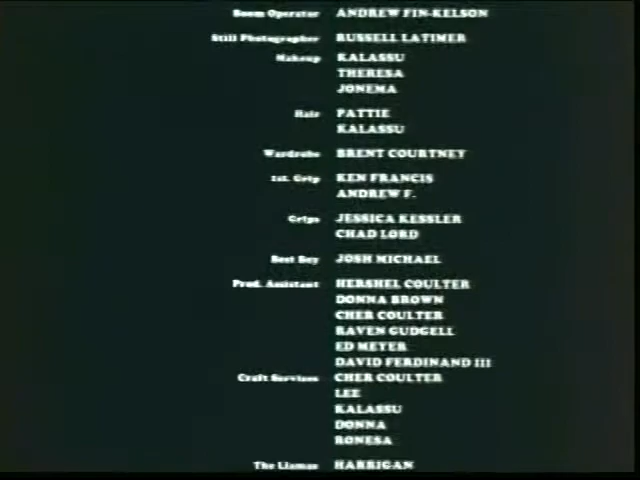 Boom Operator ANDREW FIN-KELSON
Still Photographer RUSSELL LATIMER
Makeup KALASSU
THERESA
JONEMA
Hair PATTIE
KALASSU
Wardrobe BRENT COURTNEY
1st. Grip KEN FRANCIS
ANDREW F.
Grips JESSICA KESSLER
CHAD LORD
Best Boy JOSH MICHAEL
Prod. Assistant HERSHEL COULTER
DONNA BROWN
CHER COULTER
RAVEN GUDGELL
ED MEYER
DAVID FERDINAND III
Craft Services CHER COULTER
LEE
KALASSU
DONNA
RONESA
The Llamas HARRIGAN